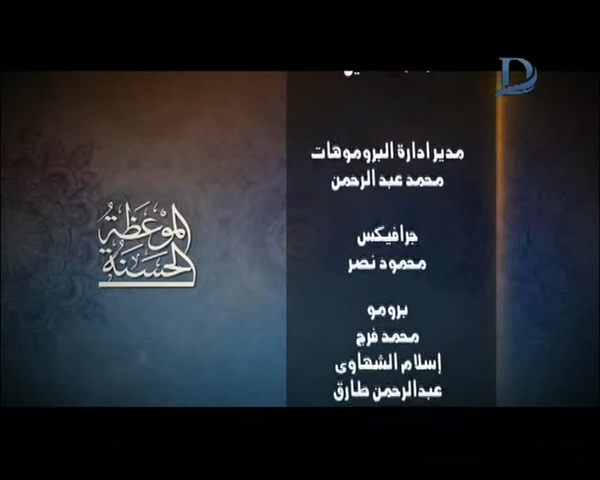 D
مدير ادارة البروموهات
محمد عبد الرحمن
جرافيكس
محمود نصر
برومو
محمد فرج
إسلام الشهاوى
عبدالرحمن طارق
الموعظة
الحسنة